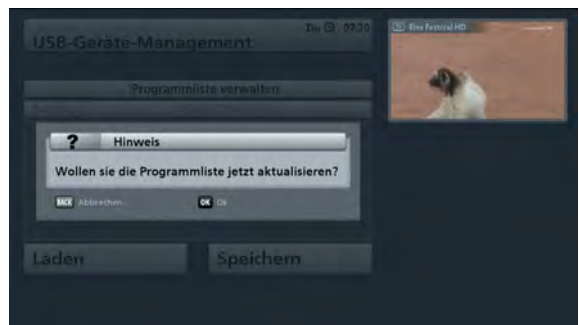 Do 07:20
USB-Geräte-Management
Eins Festival HD
Programmliste verwalten
? Hinweis
Wollen sie die Programmliste jetzt aktualisieren?
BACK Abbrechen
OK Ok
Laden
Speichern